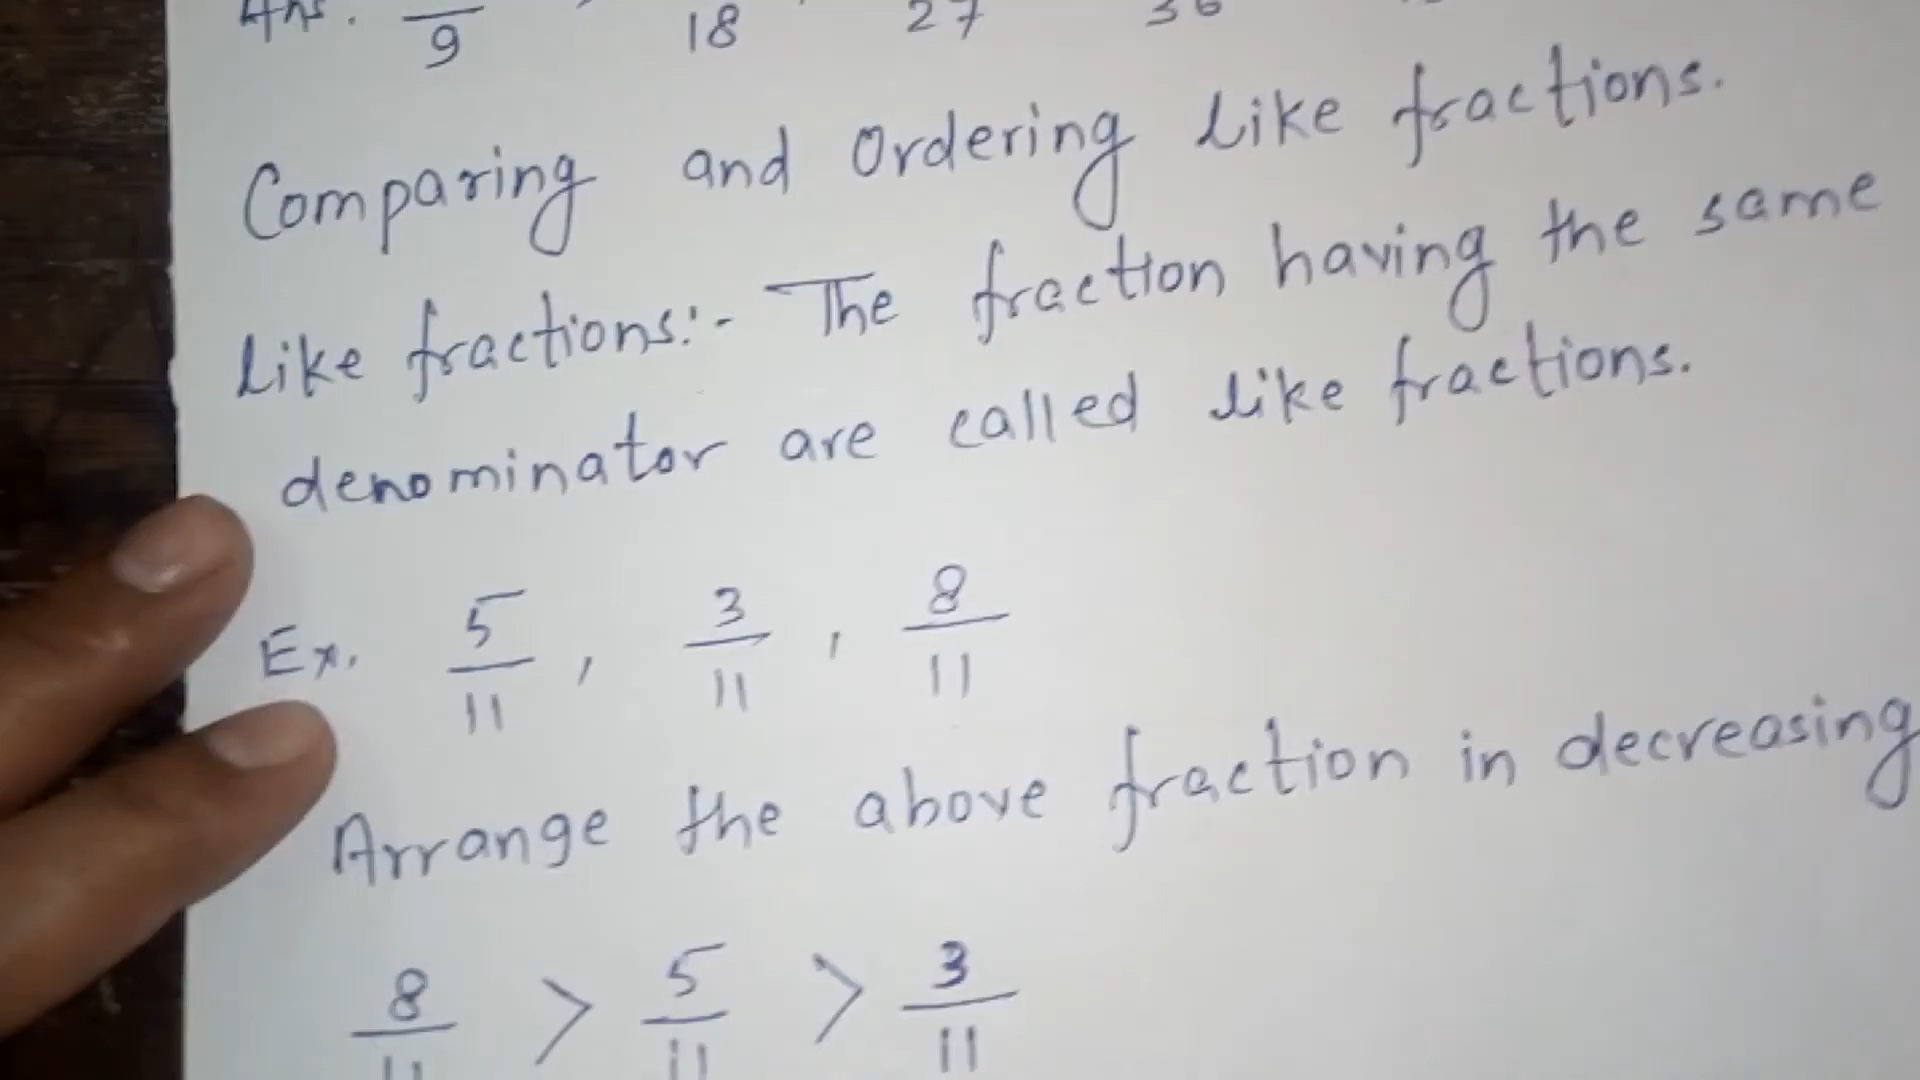 Ans. 9 18 27 36
Comparing and Ordering Like fractions.
Like fractions:- The fraction having the same
denominator are called like fractions.
Ex. 5/11, 3/11, 8/11
Arrange the above fraction in decreasing
8/11 > 5/11 > 3/11